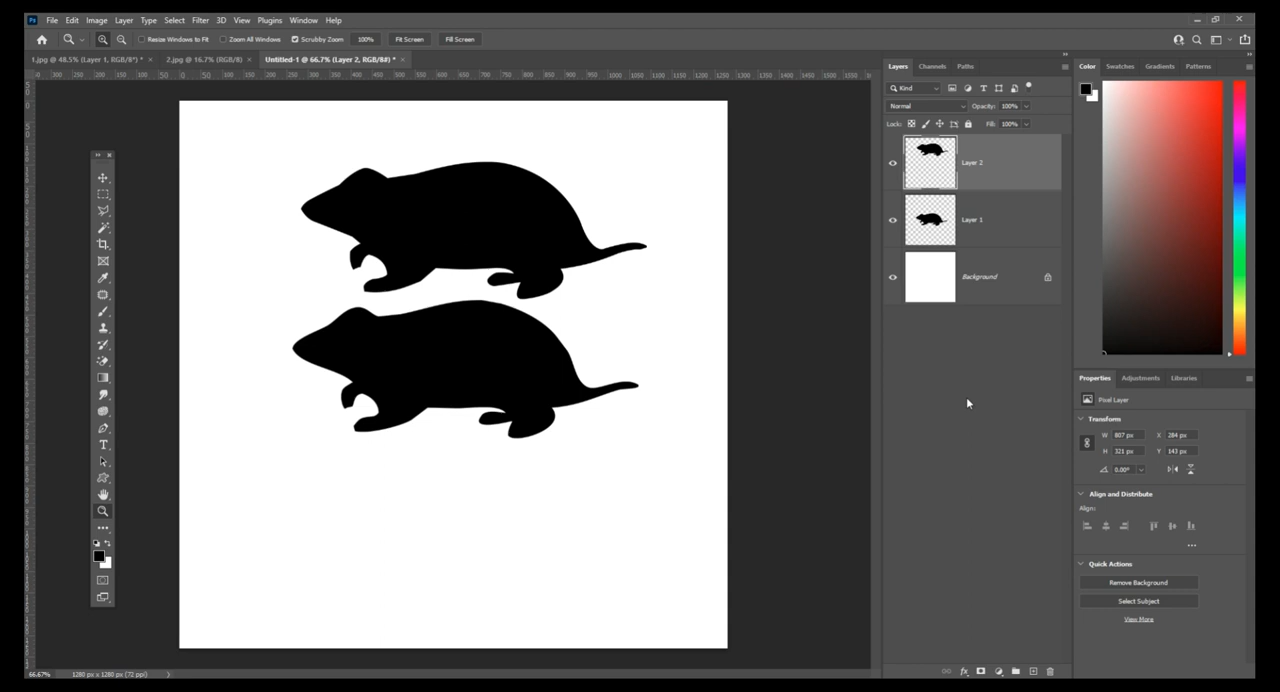 Ps File Edit Image Layer Type Select Filter 3D View Plugins Window Help
Resize Windows to Fit Zoom All Windows Scrubby Zoom 100% Fit Screen Fill Screen
1.jpg @ 48.5% (Layer 1, RGB/8*) * × 2.jpg @ 16.7% (RGB/8) × Untitled-1 @ 66.7% (Layer 2, RGB/8#) * ×
Layers Channels Paths
Color Swatches Gradients Patterns
Kind
Normal Opacity: 100%
Lock: Fill: 100%
Layer 2
Layer 1
Background
Properties Adjustments Libraries
Pixel Layer
Transform
W 807 px X 284 px
H 321 px Y 143 px
0.00°
Align and Distribute
Align:
Quick Actions
Remove Background
Select Subject
View More
66.67% 1280 px x 1280 px (72 ppi)